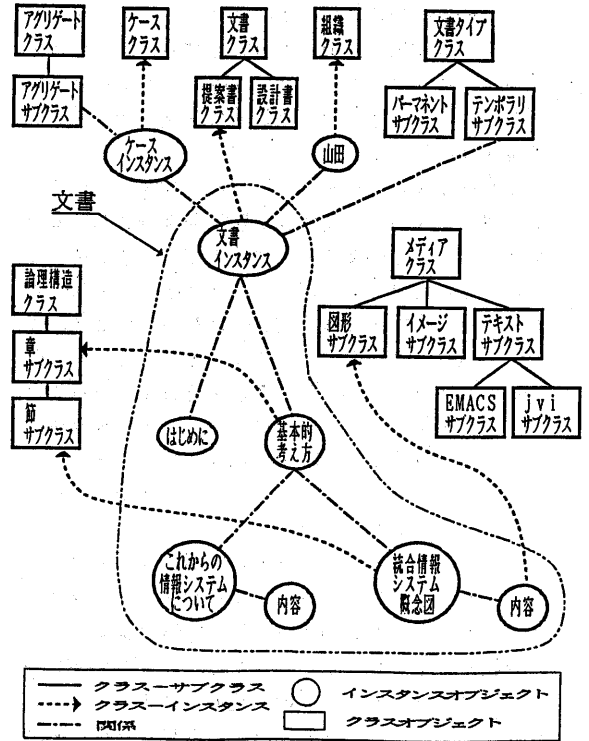 アグリゲート
クラス
ケース
クラス
文書
クラス
組織
クラス
文書タイプ
クラス
アグリゲート
サブクラス
提案書
クラス
設計書
クラス
パーマネント
サブクラス
テンポラリ
サブクラス
ケース
インスタンス
山田
文書
文書
インスタンス
メディア
クラス
論理構造
クラス
図形
サブクラス
イメージ
サブクラス
テキスト
サブクラス
章
サブクラス
EMACS
サブクラス
jvi
サブクラス
節
サブクラス
はじめに
基本的
考え方
これからの
情報システム
について
内容
統合情報
システム
概念図
内容
クラスーサブクラス
インスタンスオブジェクト
クラスーインスタンス
関係
クラスオブジェクト